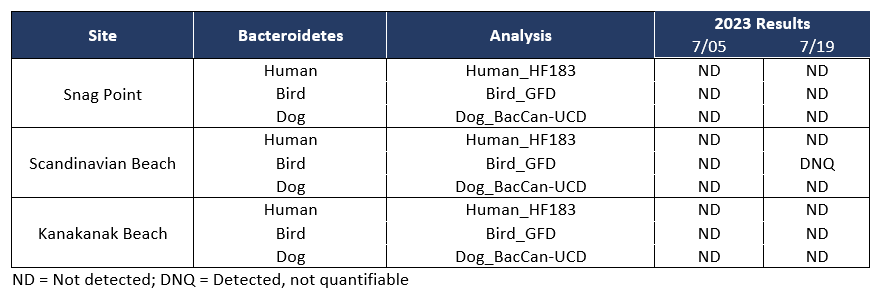 Site Bacteroidetes Analysis 2023 Results
7/05 7/19
Human Human_HF183 ND ND
Snag Point Bird Bird_GFD ND ND
Dog Dog_BacCan-UCD ND ND
Human Human_HF183 ND ND
Scandinavian Beach Bird Bird_GFD ND DNQ
Dog Dog_BacCan-UCD ND ND
Human Human_HF183 ND ND
Kanakanak Beach Bird Bird_GFD ND ND
Dog Dog_BacCan-UCD ND ND
ND = Not detected; DNQ = Detected, not quantifiable